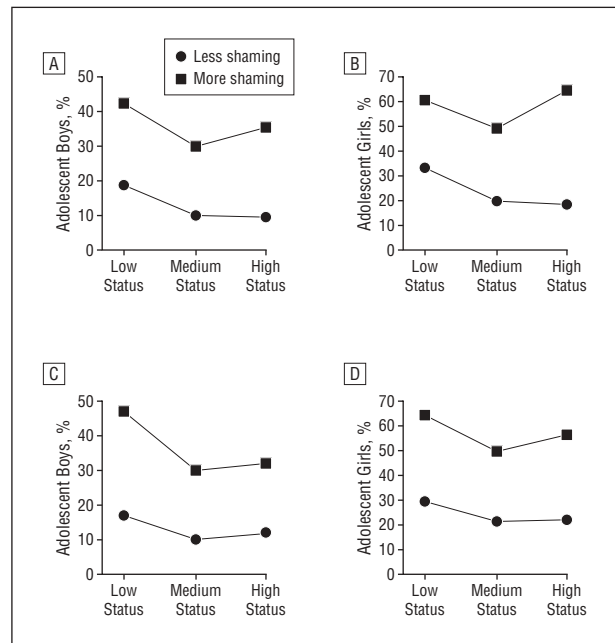 Less shaming
More shaming
A
Adolescent Boys, %
50
40
30
20
10
0
Low Status
Medium Status
High Status
B
Adolescent Girls, %
70
60
50
40
30
20
10
0
Low Status
Medium Status
High Status
C
Adolescent Boys, %
50
40
30
20
10
0
Low Status
Medium Status
High Status
D
Adolescent Girls, %
70
60
50
40
30
20
10
0
Low Status
Medium Status
High Status